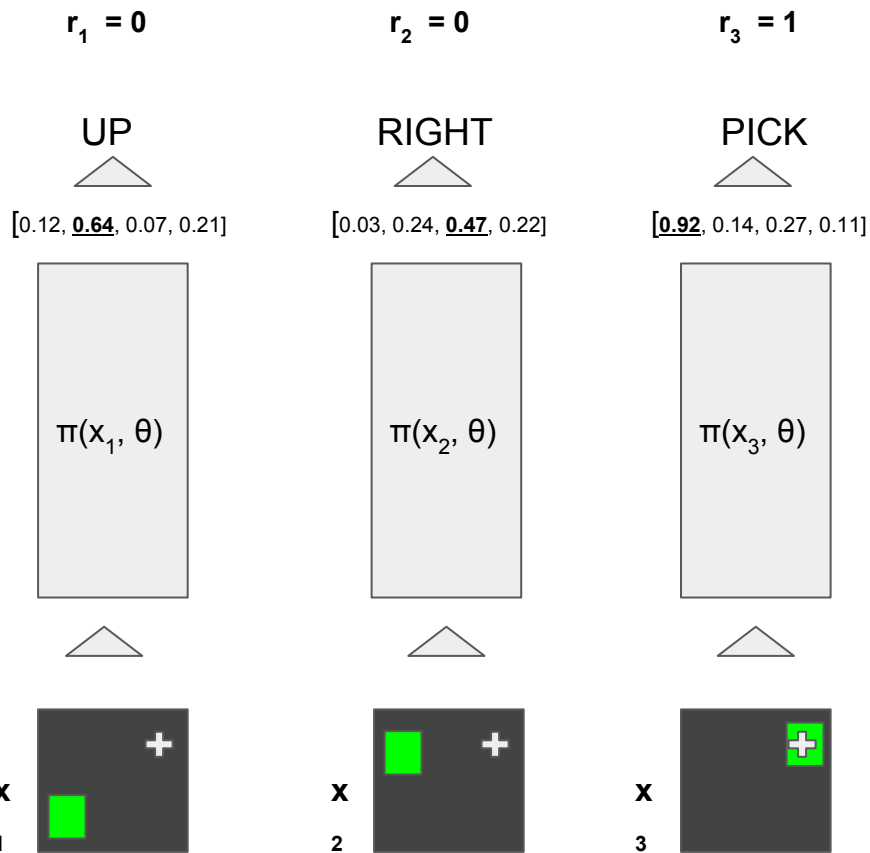 r₁ = 0 r₂ = 0 r₃ = 1
UP RIGHT PICK
[0.12, 0.64, 0.07, 0.21] [0.03, 0.24, 0.47, 0.22] [0.92, 0.14, 0.27, 0.11]
π(x₁, θ) π(x₂, θ) π(x₃, θ)
x x x
1 2 3